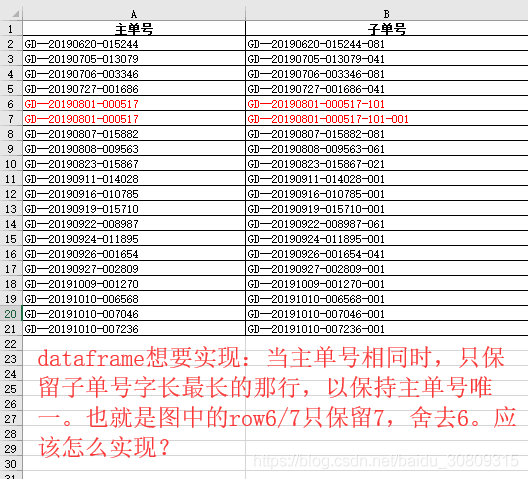 A B
1 主单号 子单号
2 GD—20190620-015244 GD—20190620-015244-081
3 GD—20190705-013079 GD—20190705-013079-041
4 GD—20190706-003346 GD—20190706-003346-081
5 GD—20190727-001686 GD—20190727-001686-041
6 GD—20190801-000517 GD—20190801-000517-101
7 GD—20190801-000517 GD—20190801-000517-101-001
8 GD—20190807-015882 GD—20190807-015882-081
9 GD—20190808-009563 GD—20190808-009563-061
10 GD—20190823-015867 GD—20190823-015867-021
11 GD—20190911-014028 GD—20190911-014028-001
12 GD—20190916-010785 GD—20190916-010785-001
13 GD—20190919-015710 GD—20190919-015710-001
14 GD—20190922-008987 GD—20190922-008987-061
15 GD—20190924-011895 GD—20190924-011895-001
16 GD—20190926-001654 GD—20190926-001654-041
17 GD—20190927-002809 GD—20190927-002809-001
18 GD—20191009-001270 GD—20191009-001270-001
19 GD—20191010-006568 GD—20191010-006568-001
20 GD—20191010-007046 GD—20191010-007046-001
21 GD—20191010-007236 GD—20191010-007236-001
22
23
24
25
26
27
28
29
30
31
dataframe想要实现：当主单号相同时，只保
留子单号字长最长的那行，以保持主单号唯
一。也就是图中的row6/7只保留7，舍去6。应
该怎么实现？
https://blog.csdn.net/baidu_30809315